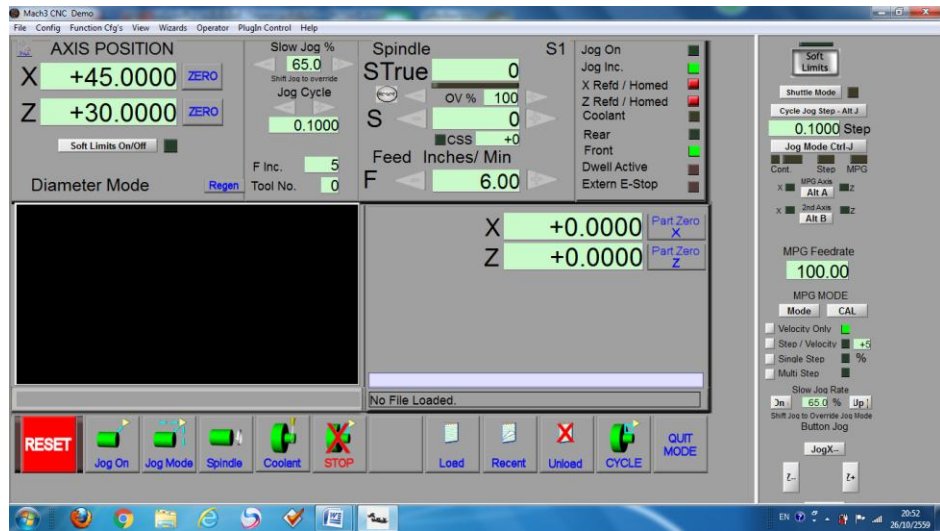 Mach3 CNC Demo
File Config Function Cfg's View Wizards Operator PlugIn Control Help
AXIS POSITION
X +45.0000 ZERO
Z +30.0000 ZERO
Soft Limits On/Off
Diameter Mode Regen
Slow Jog %
65.0
Shift Jog to override
Jog Cycle
0.1000
F Inc. 5
Tool No. 0
Spindle S1
STrue 0
OV % 100
S 0
CSS +0
Feed Inches/ Min
F 6.00
Jog On
Jog Inc.
X Refd / Homed
Z Refd / Homed
Coolant
Rear
Front
Dwell Active
Extern E-Stop
X +0.0000 Part Zero
X
Z +0.0000 Part Zero
Z
No File Loaded.
RESET
Jog On
Jog Mode
Spindle
Coolant
STOP
Load
Recent
Unload
CYCLE
QUIT
MODE
Soft
Limits
Shuttle Mode
Cycle Jog Step - Alt J
0.1000 Step
Jog Mode Ctrl-J
Cont. Step MPG
MPG Axis
X Alt A Z
2nd Axis
X Alt B Z
MPG Feedrate
100.00
MPG MODE
Mode CAL
Velocity Only
Step / Velocity +5
Single Step %
Multi Step
Slow Jog Rate
65.0 % Up
Shift Jog to Override Jog Mode
Button Jog
JogX-
Z- Z+
EN 20:52
26/10/2559